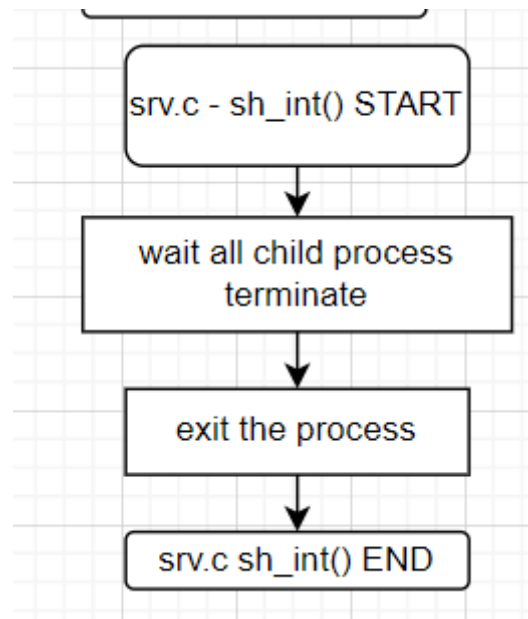 srv.c - sh_int() START
wait all child process
terminate
exit the process
srv.c sh_int() END